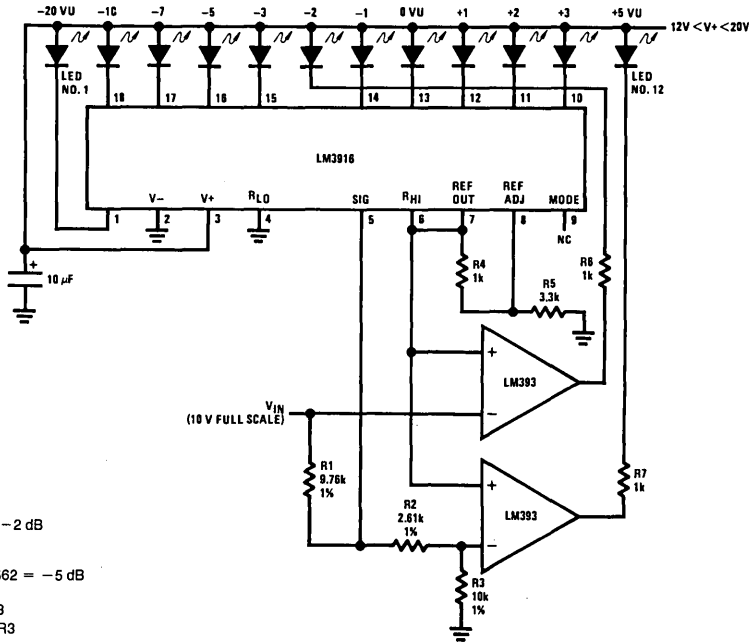 −20 VU −1C −7 −5 −3 −2 −1 0 VU +1 +2 +3 +5 VU
12V < V+ < 20V
LED NO. 1
LED NO. 12
18 17 16 15 14 13 12 11 10
LM3916
V− V+ RLO SIG RHI REF OUT REF ADJ MODE
1 2 3 4 5 6 7 8 9
NC
+
10 μF
R4
1k
R5
3.3k
R6
1k
+
LM393
−
VIN
(10 V FULL SCALE)
R1
9.76k
1%
R2
2.61k
1%
+
LM393
−
R7
1k
R3
10k
1%
−2 dB
62 = −5 dB
R3